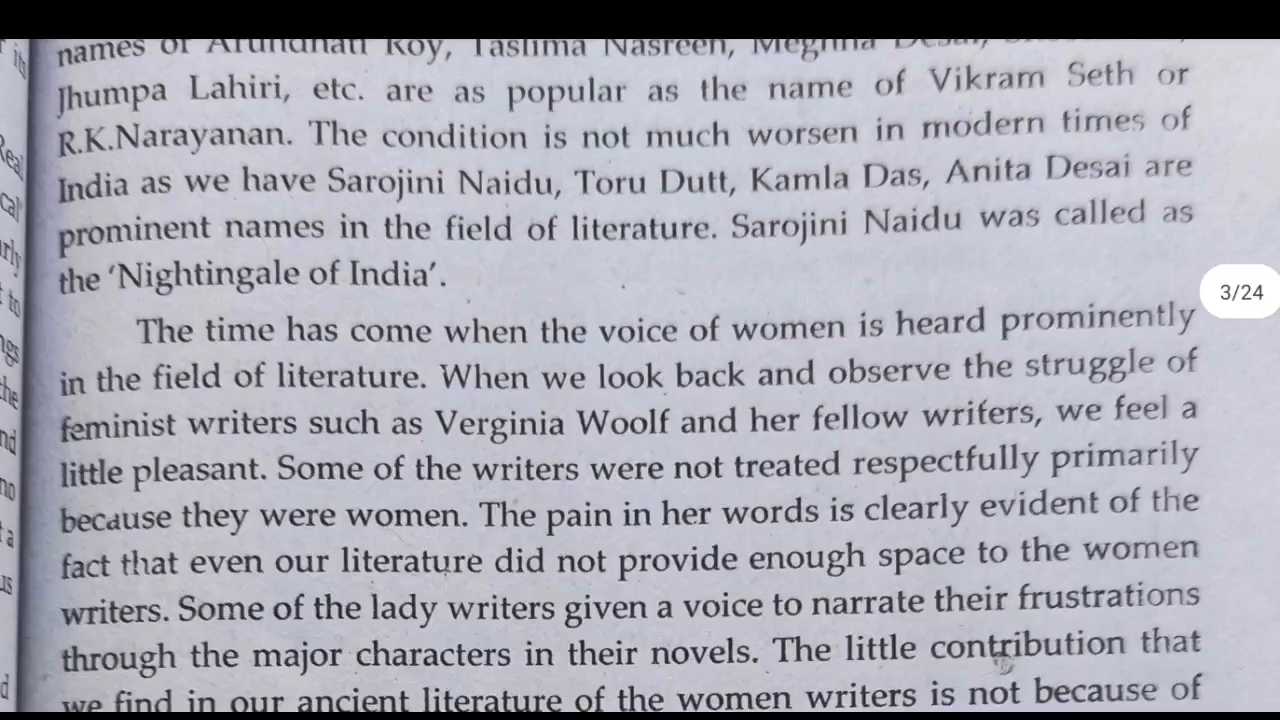 names of Arundhati Roy, Taslima Nasreen, Meghna Desai,
Jhumpa Lahiri, etc. are as popular as the name of Vikram Seth or
R.K.Narayanan. The condition is not much worsen in modern times of
India as we have Sarojini Naidu, Toru Dutt, Kamla Das, Anita Desai are
prominent names in the field of literature. Sarojini Naidu was called as
the ‘Nightingale of India’.
The time has come when the voice of women is heard prominently
in the field of literature. When we look back and observe the struggle of
feminist writers such as Verginia Woolf and her fellow writers, we feel a
little pleasant. Some of the writers were not treated respectfully primarily
because they were women. The pain in her words is clearly evident of the
fact that even our literature did not provide enough space to the women
writers. Some of the lady writers given a voice to narrate their frustrations
through the major characters in their novels. The little contribution that
we find in our ancient literature of the women writers is not because of
3/24